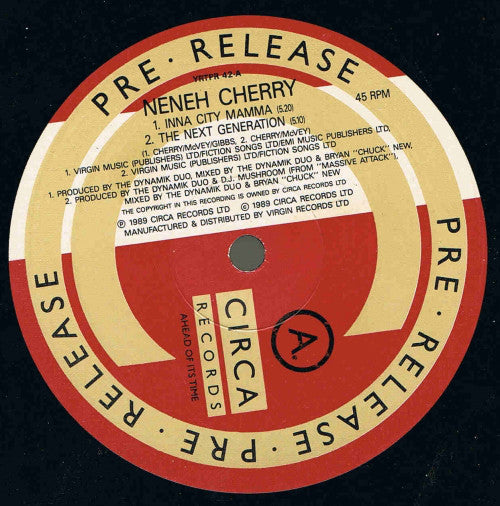 PRE · RELEASE
PRE · RELEASE · PRE · RELEASE
YRTPR 42-A
NENEH CHERRY
45 RPM
1. INNA CITY MAMMA (5.20)
2. THE NEXT GENERATION (5.10)
(1. CHERRY/McVEY/GIBBS, 2. CHERRY/McVEY)
1. VIRGIN MUSIC (PUBLISHERS) LTD/FICTION SONGS LTD/EMI MUSIC PUBLISHERS LTD,
2. VIRGIN MUSIC (PUBLISHERS) LTD/FICTION SONGS LTD
1. PRODUCED BY THE DYNAMIK DUO, MIXED BY THE DYNAMIK DUO & BRYAN "CHUCK" NEW,
2. PRODUCED BY THE DYNAMIK DUO & D.J. MUSHROOM (FROM "MASSIVE ATTACK"),
MIXED BY THE DYNAMIK DUO & BRYAN "CHUCK" NEW
THE COPYRIGHT IN THIS RECORDING IS OWNED BY CIRCA RECORDS LTD
℗ 1989 CIRCA RECORDS LTD © 1989 CIRCA RECORDS LTD
MANUFACTURED & DISTRIBUTED BY VIRGIN RECORDS LTD
A.
CIRCA
RECORDS
AHEAD OF ITS TIME